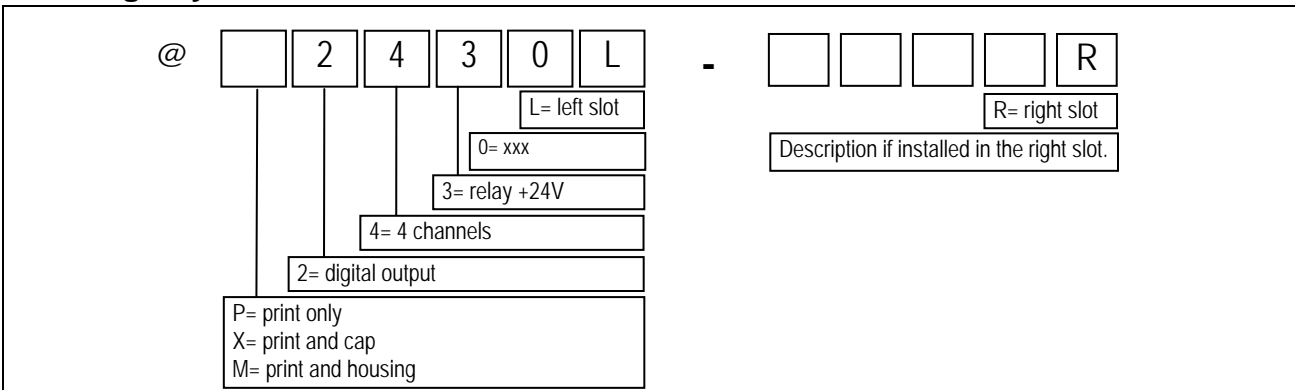 @ 2 4 3 0 L - R
L= left slot
R= right slot
0= xxx
Description if installed in the right slot.
3= relay +24V
4= 4 channels
2= digital output
P= print only
X= print and cap
M= print and housing